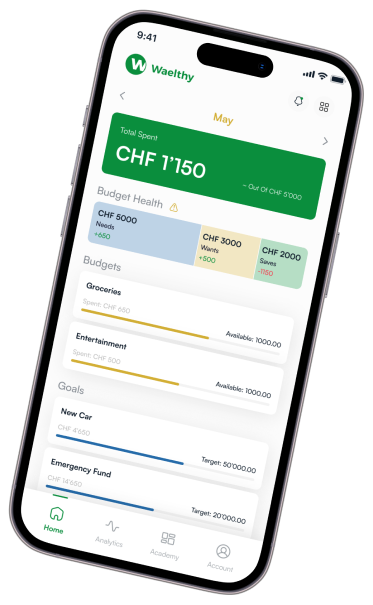 9:41
Waelthy
May
Total Spent
CHF 1’150
– Out Of CHF 5’000
Budget Health
CHF 5000
Needs
+650
CHF 3000
Wants
+500
CHF 2000
Saves
-1150
Budgets
Groceries
Spent: CHF 650
Available: 1000.00
Entertainment
Spent: CHF 500
Available: 1000.00
Goals
New Car
CHF 4’650
Target: 50’000.00
Emergency Fund
CHF 14’650
Target: 20’000.00
Home
Analytics
Academy
Account